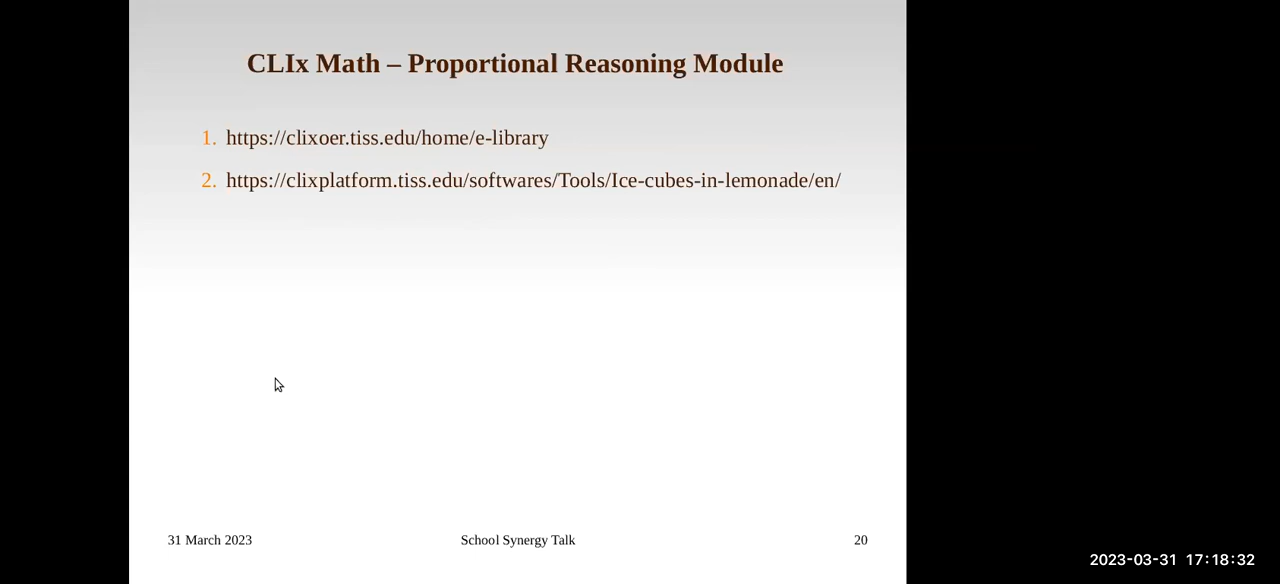 CLIx Math – Proportional Reasoning Module
1. https://clixoer.tiss.edu/home/e-library
2. https://clixplatform.tiss.edu/softwares/Tools/Ice-cubes-in-lemonade/en/
31 March 2023 School Synergy Talk 20
2023-03-31 17:18:32